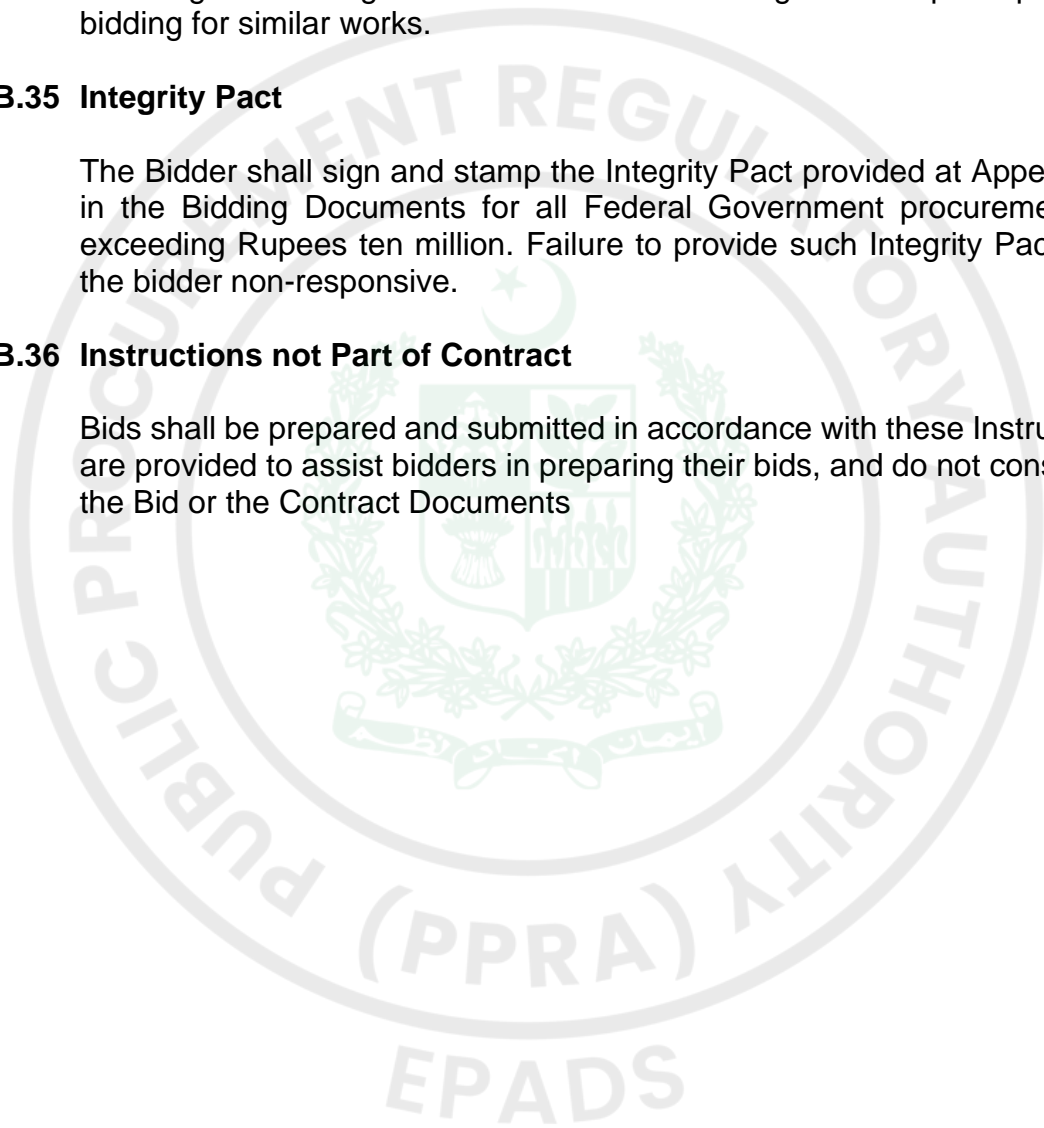 bidding for similar works.
B.35 Integrity Pact
The Bidder shall sign and stamp the Integrity Pact provided at Appe
in the Bidding Documents for all Federal Government procureme
exceeding Rupees ten million. Failure to provide such Integrity Pac
the bidder non-responsive.
B.36 Instructions not Part of Contract
Bids shall be prepared and submitted in accordance with these Instru
are provided to assist bidders in preparing their bids, and do not cons
the Bid or the Contract Documents
PUBLIC PROCUREMENT REGULATORY AUTHORITY
(PPRA)
EPADS